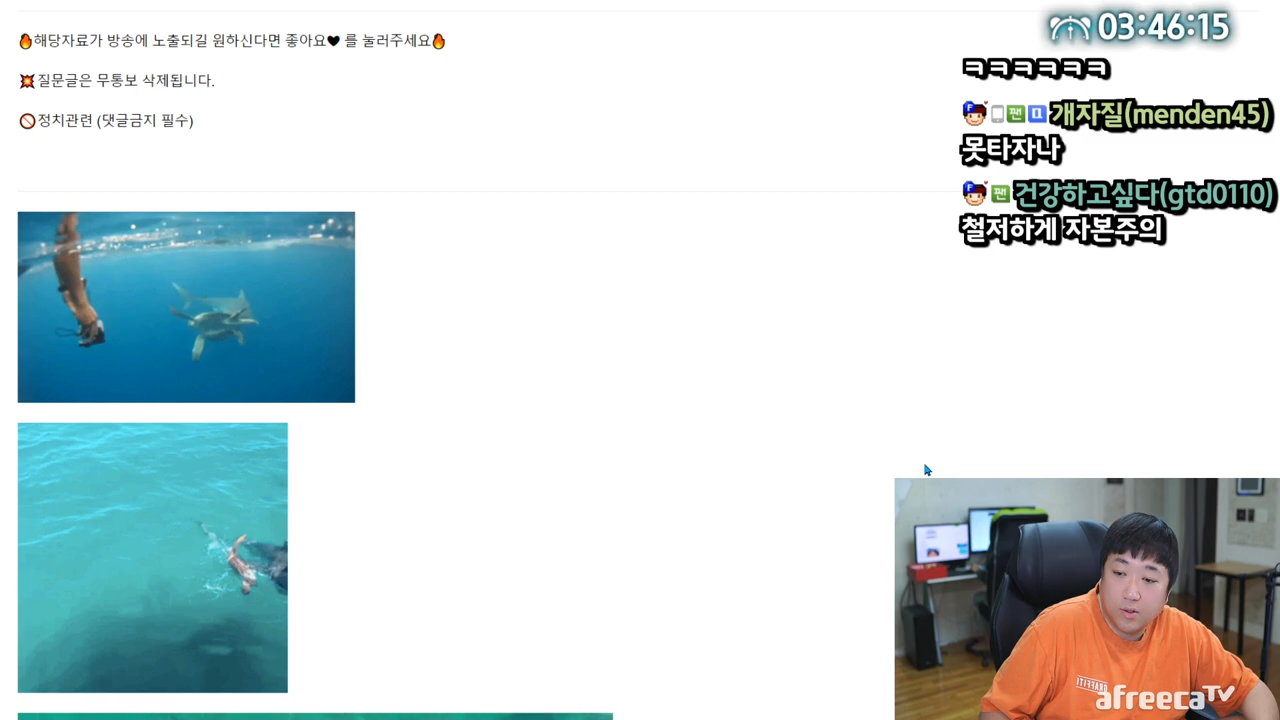 🔥해당자료가 방송에 노출되길 원하신다면 좋아요🖤 를 눌러주세요🔥
💥질문글은 무통보 삭제됩니다.
🚫정치관련 (댓글금지 필수)
03:46:15
ㅋㅋㅋㅋㅋㅋ
F 팬 개자질(menden45)
못타자나
F 팬 건강하고싶다(gtd0110)
철저하게 자본주의
GRAFFITI
afreecaTV